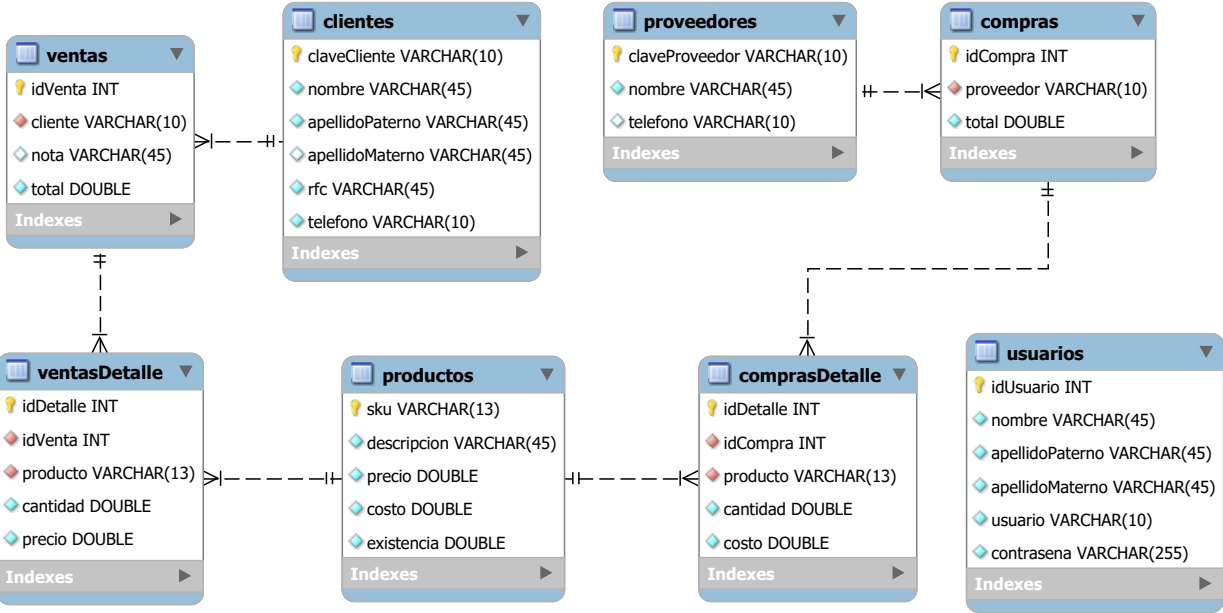 ventas
idVenta INT
cliente VARCHAR(10)
nota VARCHAR(45)
total DOUBLE
Indexes
clientes
claveCliente VARCHAR(10)
nombre VARCHAR(45)
apellidoPaterno VARCHAR(45)
apellidoMaterno VARCHAR(45)
rfc VARCHAR(45)
telefono VARCHAR(10)
Indexes
proveedores
claveProveedor VARCHAR(10)
nombre VARCHAR(45)
telefono VARCHAR(10)
Indexes
compras
idCompra INT
proveedor VARCHAR(10)
total DOUBLE
Indexes
ventasDetalle
idDetalle INT
idVenta INT
producto VARCHAR(13)
cantidad DOUBLE
precio DOUBLE
Indexes
productos
sku VARCHAR(13)
descripcion VARCHAR(45)
precio DOUBLE
costo DOUBLE
existencia DOUBLE
Indexes
comprasDetalle
idDetalle INT
idCompra INT
producto VARCHAR(13)
cantidad DOUBLE
costo DOUBLE
Indexes
usuarios
idUsuario INT
nombre VARCHAR(45)
apellidoPaterno VARCHAR(45)
apellidoMaterno VARCHAR(45)
usuario VARCHAR(10)
contrasena VARCHAR(255)
Indexes